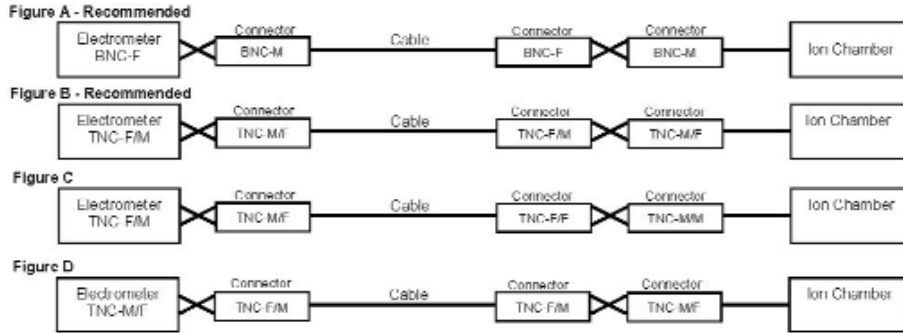 Figure A - Recommended
Electrometer
BNC-F
Connector
BNC-M
Cable
Connector
BNC-F
Connector
BNC-M
Ion Chamber
Figure B - Recommended
Electrometer
TNC-F/M
Connector
TNC-M/F
Cable
Connector
TNC-F/M
Connector
TNC-M/F
Ion Chamber
Figure C
Electrometer
TNC-F/M
Connector
TNC-M/F
Cable
Connector
TNC-F/F
Connector
TNC-M/M
Ion Chamber
Figure D
Electrometer
TNC-M/F
Connector
TNC-F/M
Cable
Connector
TNC-F/M
Connector
TNC-M/F
Ion Chamber